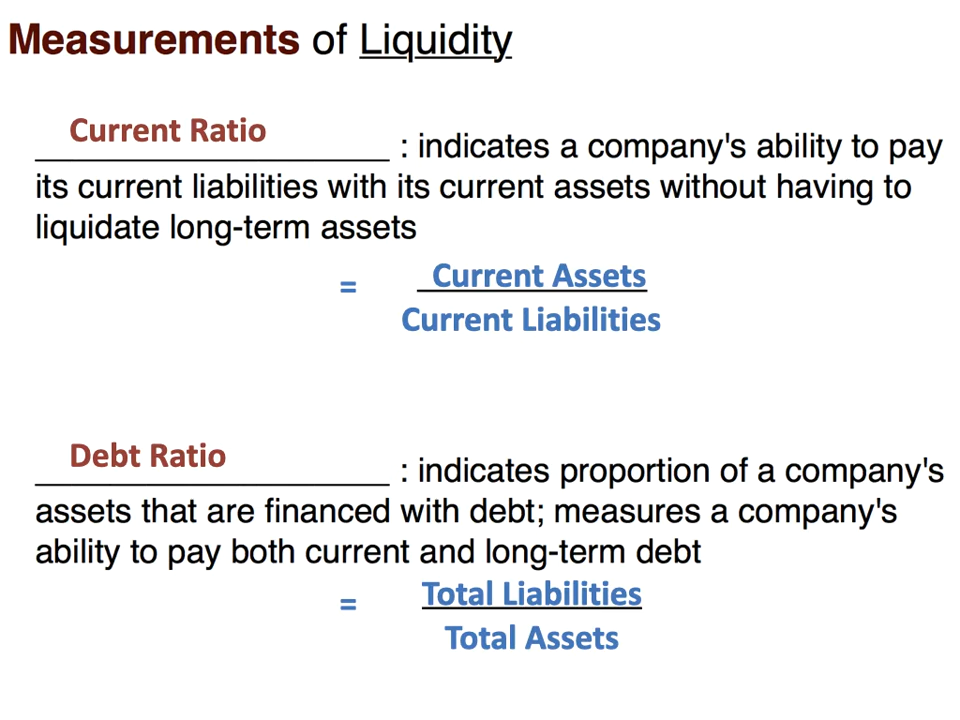 Measurements of Liquidity
Current Ratio
: indicates a company's ability to pay
its current liabilities with its current assets without having to
liquidate long-term assets
= Current Assets
Current Liabilities
Debt Ratio
: indicates proportion of a company's
assets that are financed with debt; measures a company's
ability to pay both current and long-term debt
= Total Liabilities
Total Assets